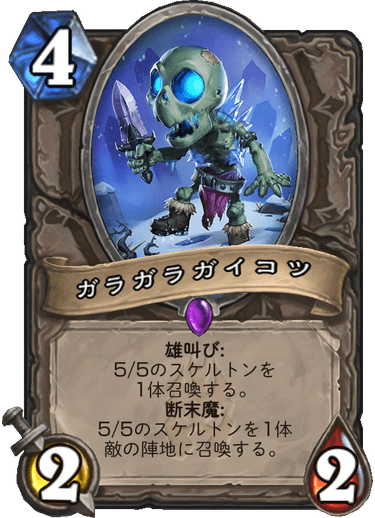 4
ガラガラガイコツ
雄叫び:
5/5のスケルトンを
1体召喚する。
断末魔:
5/5のスケルトンを1体
敵の陣地に召喚する。
2
2